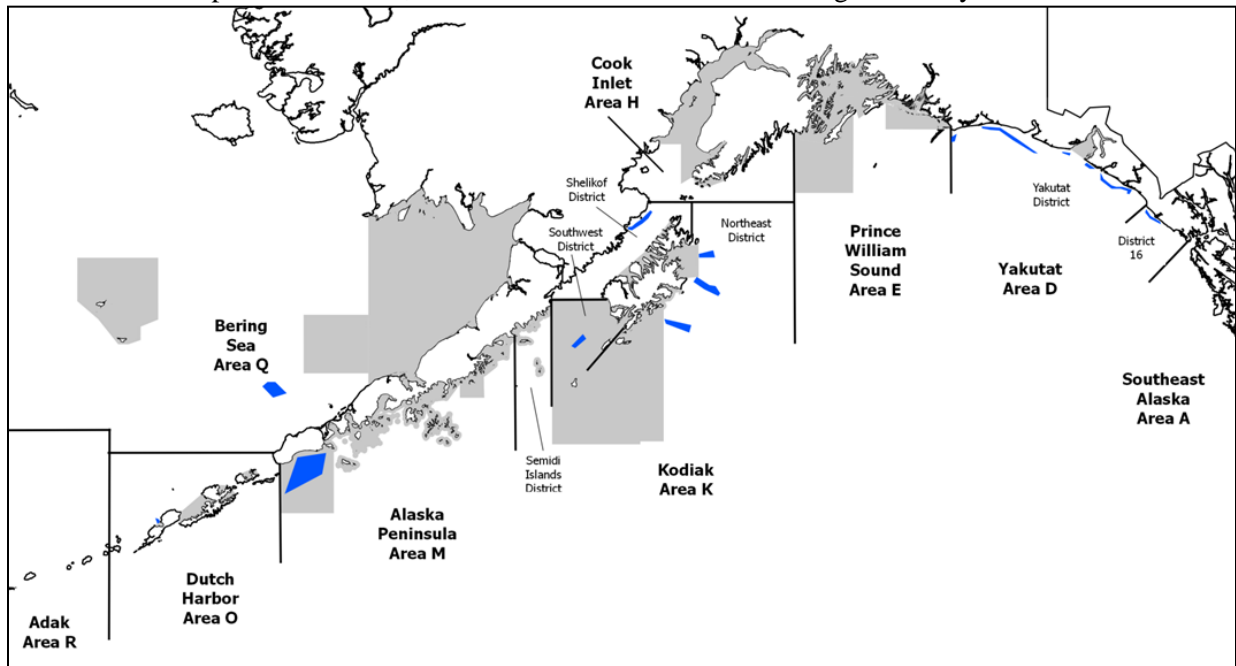 Cook
Inlet
Area H
Shelikof
District
Southwest
District
Northeast
District
Prince
William
Sound
Area E
Yakutat
District
District
16
Yakutat
Area D
Bering
Sea
Area Q
Southeast
Alaska
Area A
Semidi
Islands
District
Kodiak
Area K
Alaska
Peninsula
Area M
Dutch
Harbor
Area O
Adak
Area R